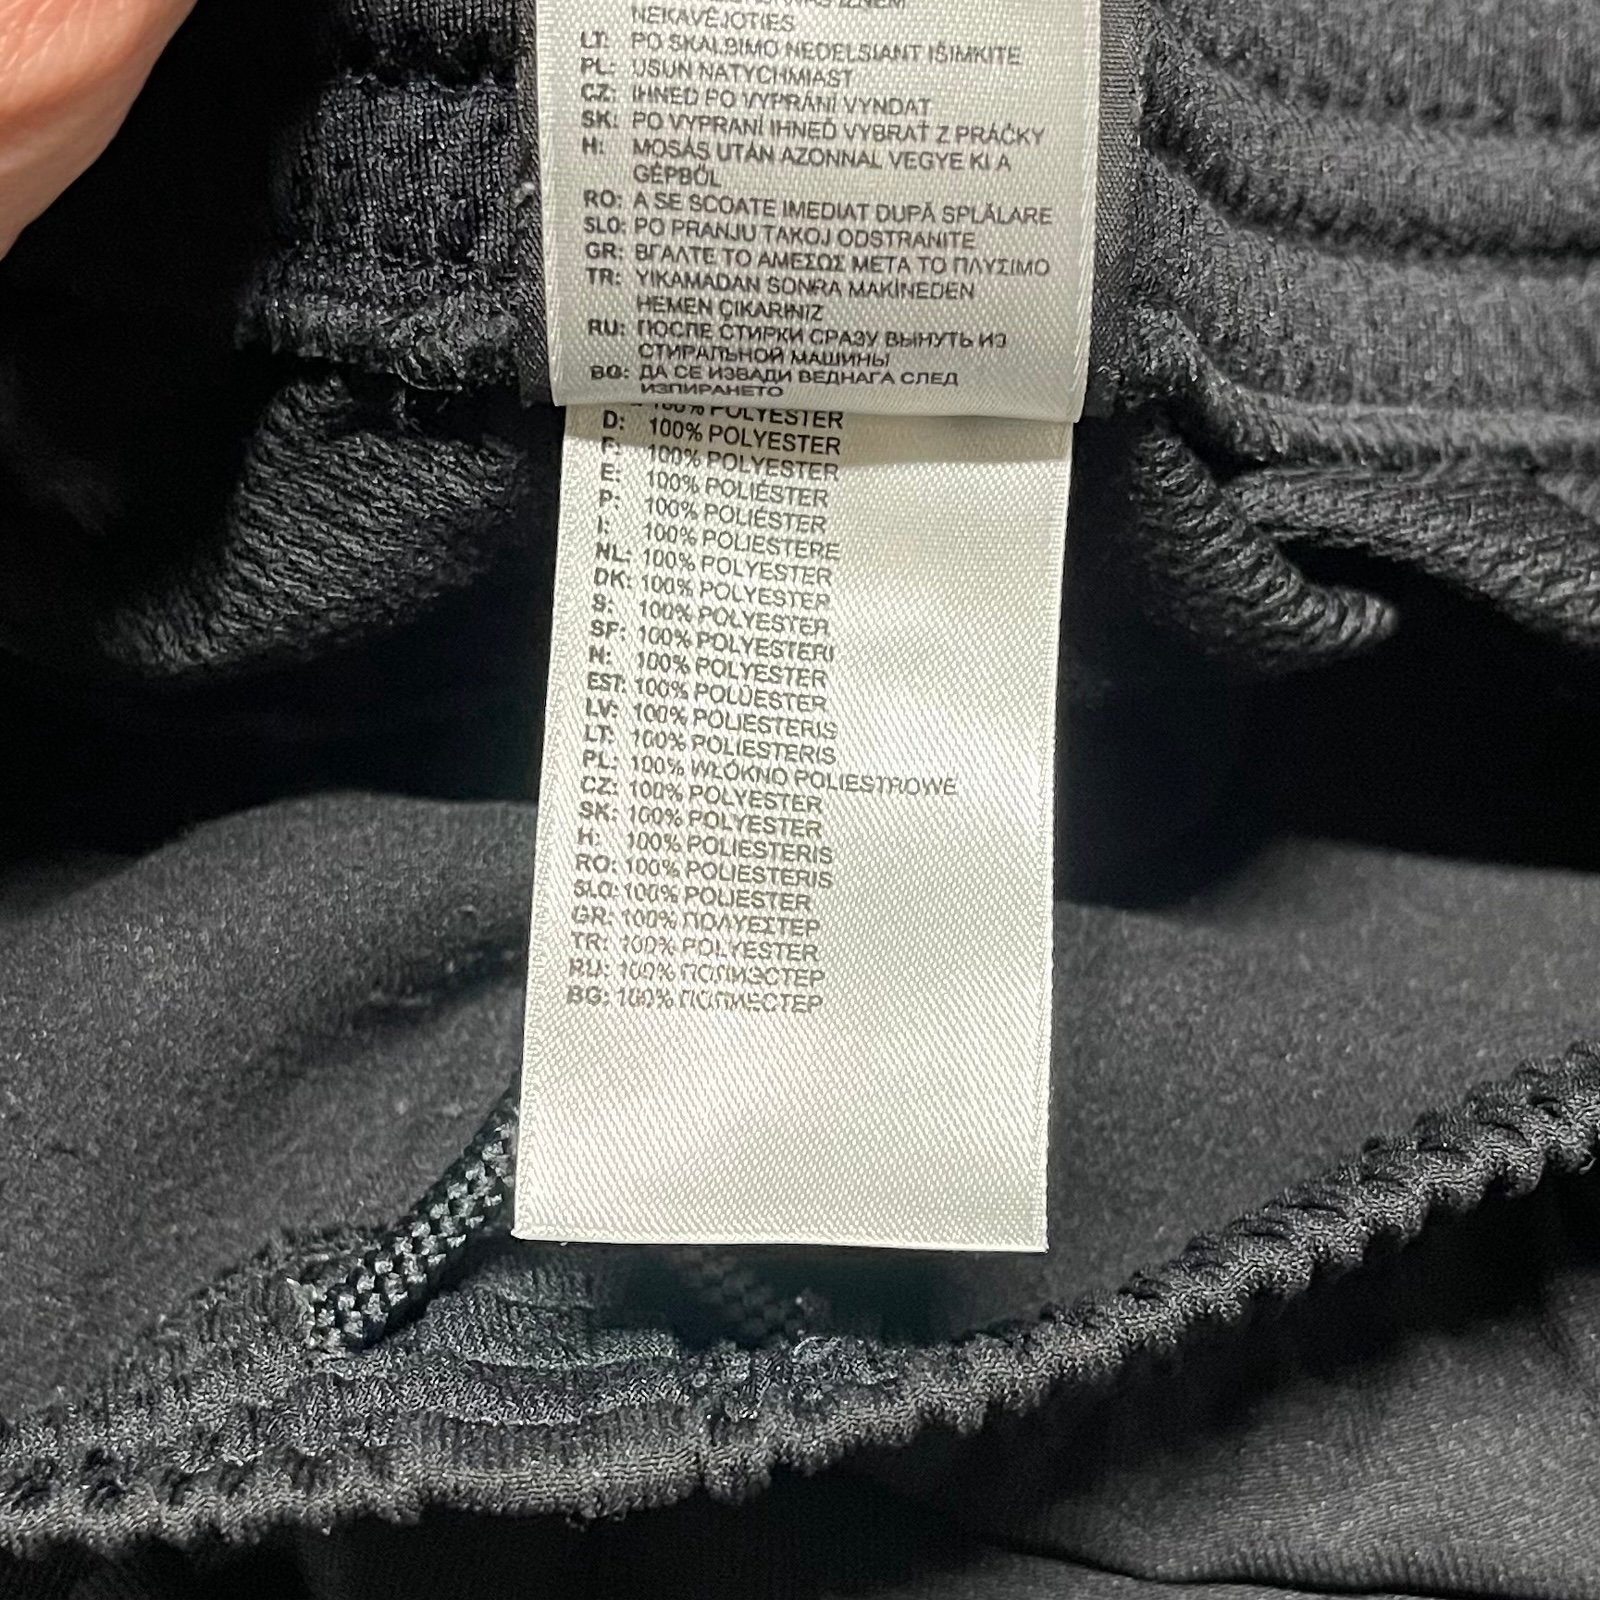 IZŅEM
NEKAVĒJOTIES
LT: PO SKALBIMO NEDELSIANT IŠIMKITE
PL: USUŃ NATYCHMIAST
CZ: IHNED PO VYPRÁNÍ VYNDAT
SK: PO VYPRANÍ IHNEĎ VYBRAŤ Z PRÁČKY
H: MOSÁS UTÁN AZONNAL VEGYE KI A
GÉPBŐL
RO: A SE SCOATE IMEDIAT DUPĂ SPĂLARE
SLO: PO PRANJU TAKOJ ODSTRANITE
GR: ΒΓΑΛΤΕ ΤΟ ΑΜΕΣΩΣ ΜΕΤΑ ΤΟ ΠΛΥΣΙΜΟ
TR: YIKAMADAN SONRA MAKİNEDEN
HEMEN ÇIKARINIZ
RU: ПОСЛЕ СТИРКИ СРАЗУ ВЫНУТЬ ИЗ
СТИРАЛЬНОЙ МАШИНЫ
BG: ДА СЕ ИЗВАДИ ВЕДНАГА СЛЕД
ИЗПИРАНЕТО
100% POLYESTER
D: 100% POLYESTER
F: 100% POLYESTER
E: 100% POLIÉSTER
P: 100% POLIÉSTER
I: 100% POLIESTERE
NL: 100% POLYESTER
DK: 100% POLYESTER
S: 100% POLYESTER
SF: 100% POLYESTERI
N: 100% POLYESTER
EST: 100% POLÜESTER
LV: 100% POLIESTERIS
LT: 100% POLIESTERIS
PL: 100% WŁÓKNO POLIESTROWE
CZ: 100% POLYESTER
SK: 100% POLYESTER
H: 100% POLIESTERIS
RO: 100% POLIESTERIS
SLO: 100% POLIESTER
GR: 100% ΠΟΛΥΕΣΤΕΡ
TR: 100% POLYESTER
RU: 100% ПОЛИЭСТЕР
BG: 100% ПОЛИЕСТЕР